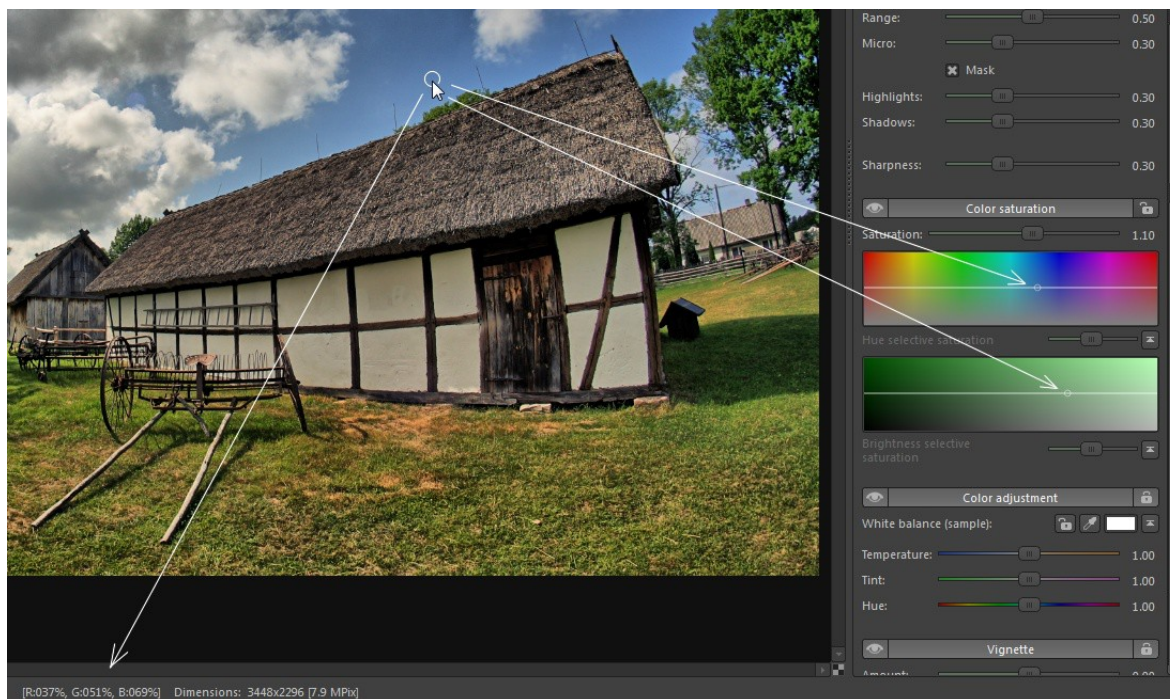 Range: 0.50
Micro: 0.30
Mask
Highlights: 0.30
Shadows: 0.30
Sharpness: 0.30
Color saturation
Saturation: 1.10
Hue selective saturation
Brightness selective
saturation
Color adjustment
White balance (sample):
Temperature: 1.00
Tint: 1.00
Hue: 1.00
Vignette
Amount: 0.00
[R:037%, G:051%, B:069%] Dimensions: 3448x2296 [7.9 MPix]